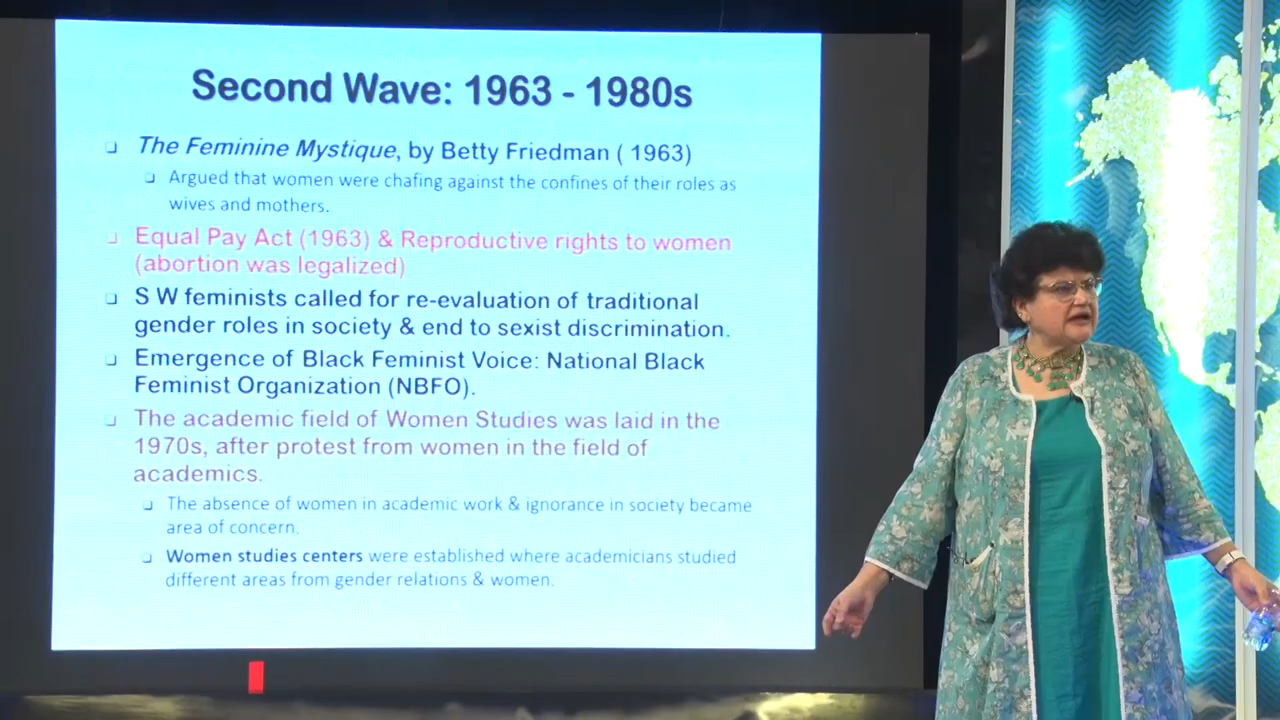 Second Wave: 1963 - 1980s
The Feminine Mystique, by Betty Friedman ( 1963)
Argued that women were chafing against the confines of their roles as
wives and mothers.
Equal Pay Act (1963) & Reproductive rights to women
(abortion was legalized)
S W feminists called for re-evaluation of traditional
gender roles in society & end to sexist discrimination.
Emergence of Black Feminist Voice: National Black
Feminist Organization (NBFO).
The academic field of Women Studies was laid in the
1970s, after protest from women in the field of
academics.
The absence of women in academic work & ignorance in society became
area of concern.
Women studies centers were established where academicians studied
different areas from gender relations & women.